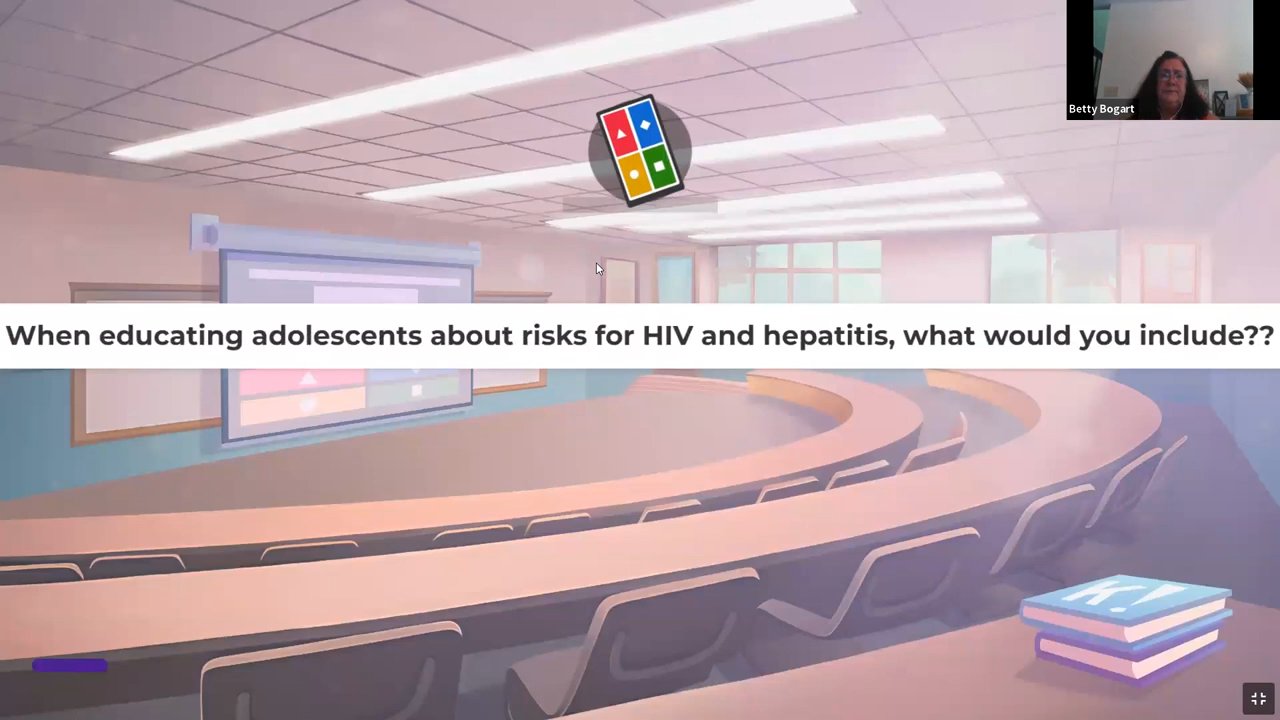 Betty Bogart
When educating adolescents about risks for HIV and hepatitis, what would you include??
K!